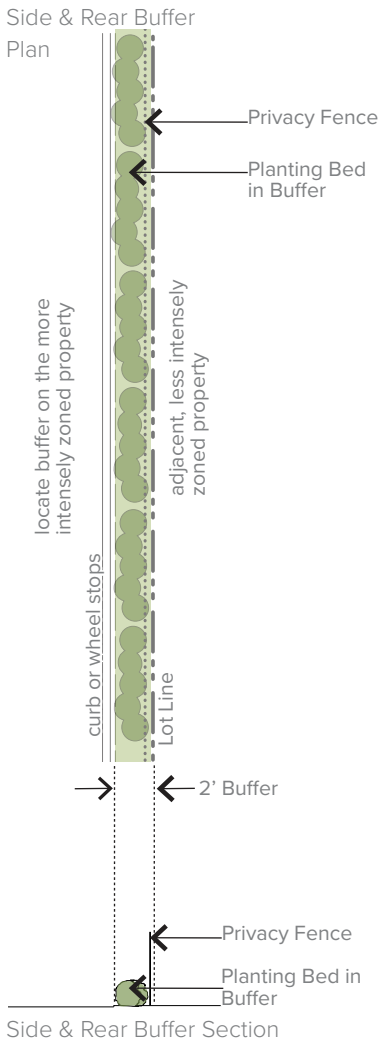 Side & Rear Buffer
Plan
Privacy Fence
Planting Bed
in Buffer
locate buffer on the more
intensely zoned property
adjacent, less intensely
zoned property
curb or wheel stops
Lot Line
2' Buffer
Privacy Fence
Planting Bed in
Buffer
Side & Rear Buffer Section